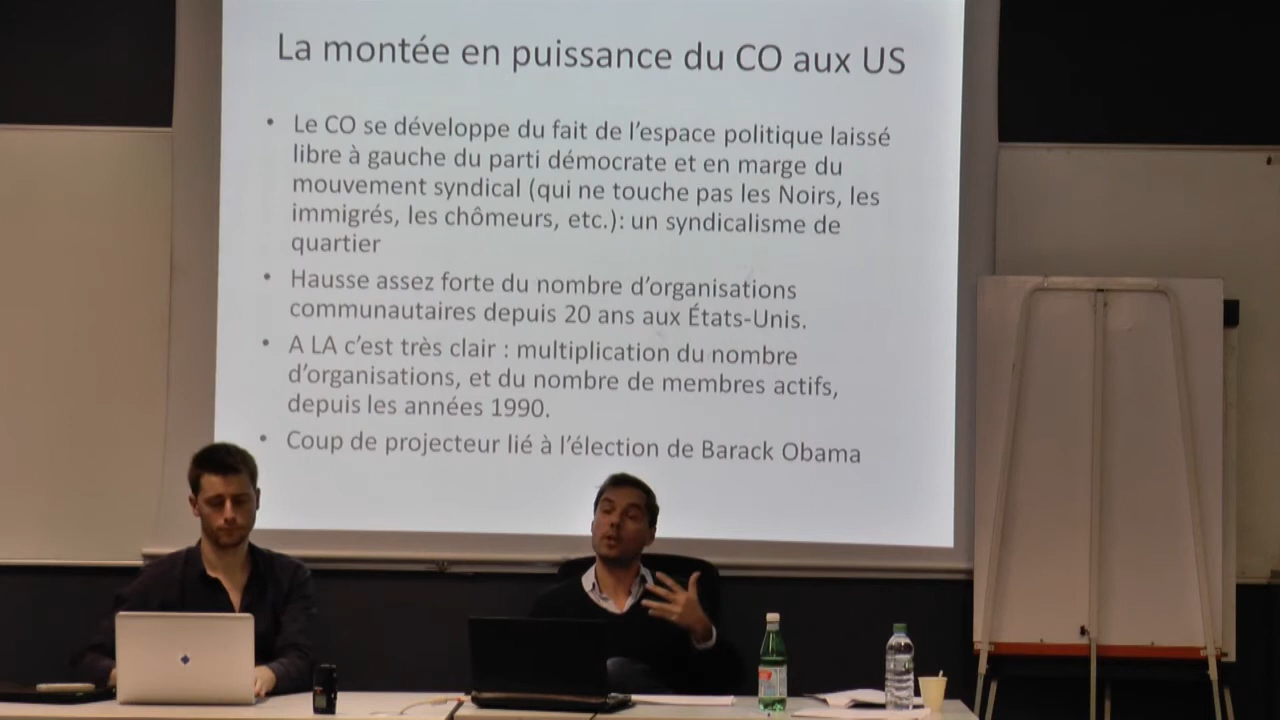 La montée en puissance du CO aux US
• Le CO se développe du fait de l'espace politique laissé
libre à gauche du parti démocrate et en marge du
mouvement syndical (qui ne touche pas les Noirs, les
immigrés, les chômeurs, etc.): un syndicalisme de
quartier
• Hausse assez forte du nombre d'organisations
communautaires depuis 20 ans aux États-Unis.
• A LA c'est très clair : multiplication du nombre
d'organisations, et du nombre de membres actifs,
depuis les années 1990.
• Coup de projecteur lié à l'élection de Barack Obama